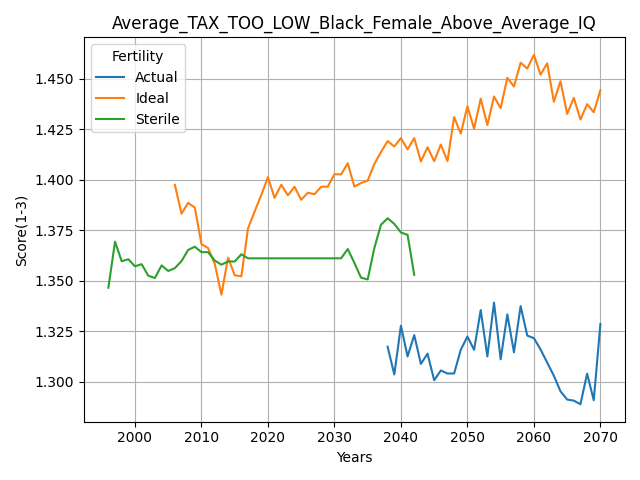 Average_TAX_TOO_LOW_Black_Female_Above_Average_IQ
Fertility
Actual
Ideal
Sterile
Score(1-3)
1.450
1.425
1.400
1.375
1.350
1.325
1.300
2000 2010 2020 2030 2040 2050 2060 2070
Years